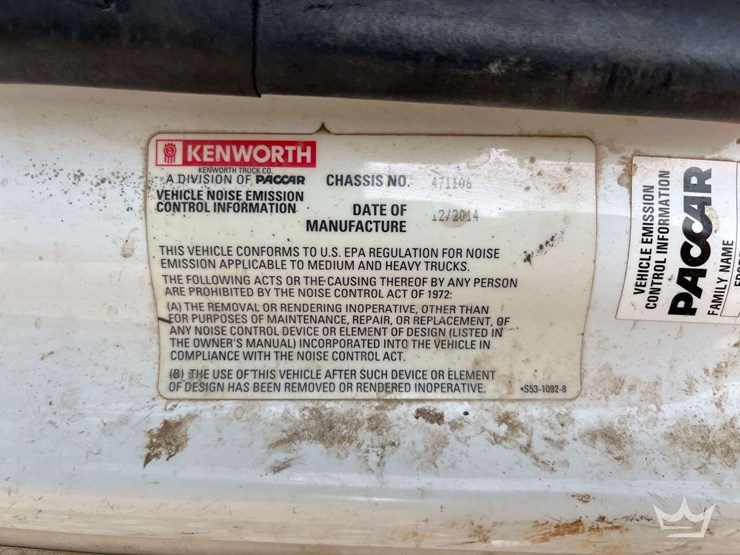 KENWORTH
KENWORTH TRUCK CO.
A DIVISION OF PACCAR
VEHICLE NOISE EMISSION
CONTROL INFORMATION
CHASSIS NO. 471106
DATE OF
MANUFACTURE 12/2014
THIS VEHICLE CONFORMS TO U.S. EPA REGULATION FOR NOISE
EMISSION APPLICABLE TO MEDIUM AND HEAVY TRUCKS.
THE FOLLOWING ACTS OR THE CAUSING THEREOF BY ANY PERSON
ARE PROHIBITED BY THE NOISE CONTROL ACT OF 1972:
(A) THE REMOVAL OR RENDERING INOPERATIVE, OTHER THAN
FOR PURPOSES OF MAINTENANCE, REPAIR, OR REPLACEMENT, OF
ANY NOISE CONTROL DEVICE OR ELEMENT OF DESIGN (LISTED IN
THE OWNER'S MANUAL) INCORPORATED INTO THE VEHICLE IN
COMPLIANCE WITH THE NOISE CONTROL ACT.
(B) THE USE OF THIS VEHICLE AFTER SUCH DEVICE OR ELEMENT
OF DESIGN HAS BEEN REMOVED OR RENDERED INOPERATIVE.
•S53-1092-8
VEHICLE EMISSION
CONTROL INFORMATION
PACCAR
FAMILY NAME